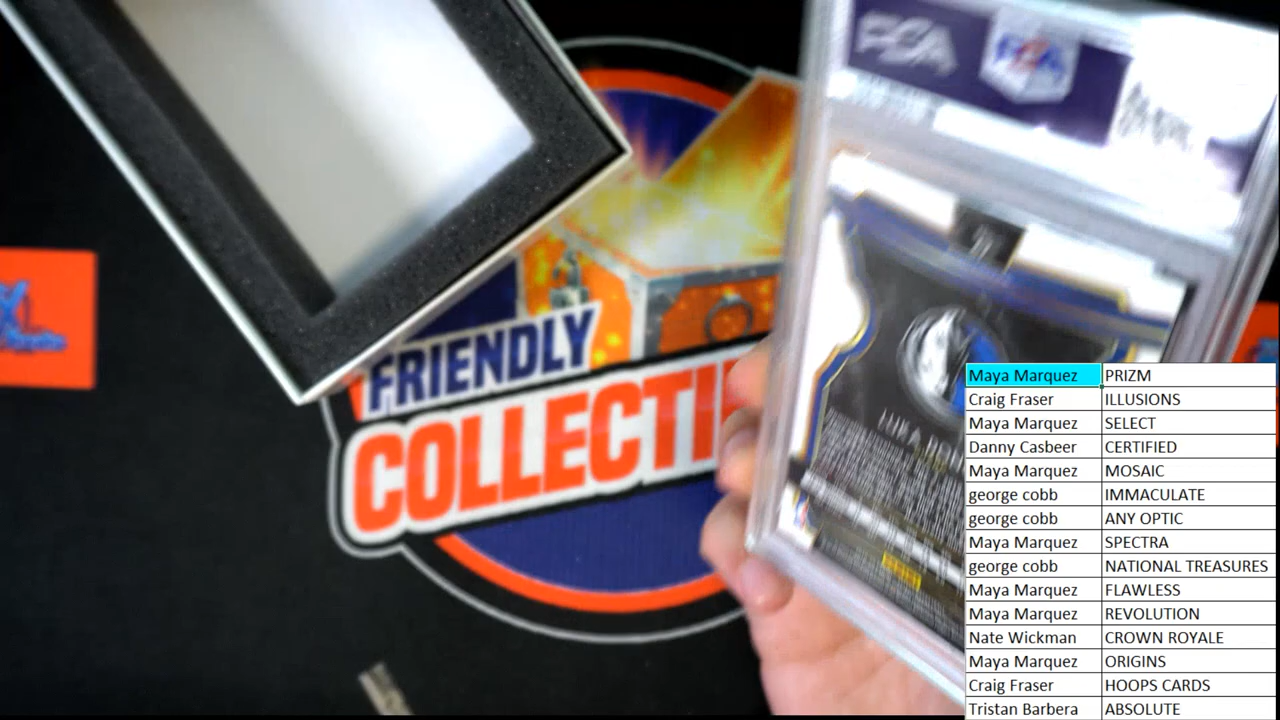 FRIENDLY
COLLECTI
LUKA DON
Maya Marquez PRIZM
Craig Fraser ILLUSIONS
Maya Marquez SELECT
Danny Casbeer CERTIFIED
Maya Marquez MOSAIC
george cobb IMMACULATE
george cobb ANY OPTIC
Maya Marquez SPECTRA
george cobb NATIONAL TREASURES
Maya Marquez FLAWLESS
Maya Marquez REVOLUTION
Nate Wickman CROWN ROYALE
Maya Marquez ORIGINS
Craig Fraser HOOPS CARDS
Tristan Barbera ABSOLUTE